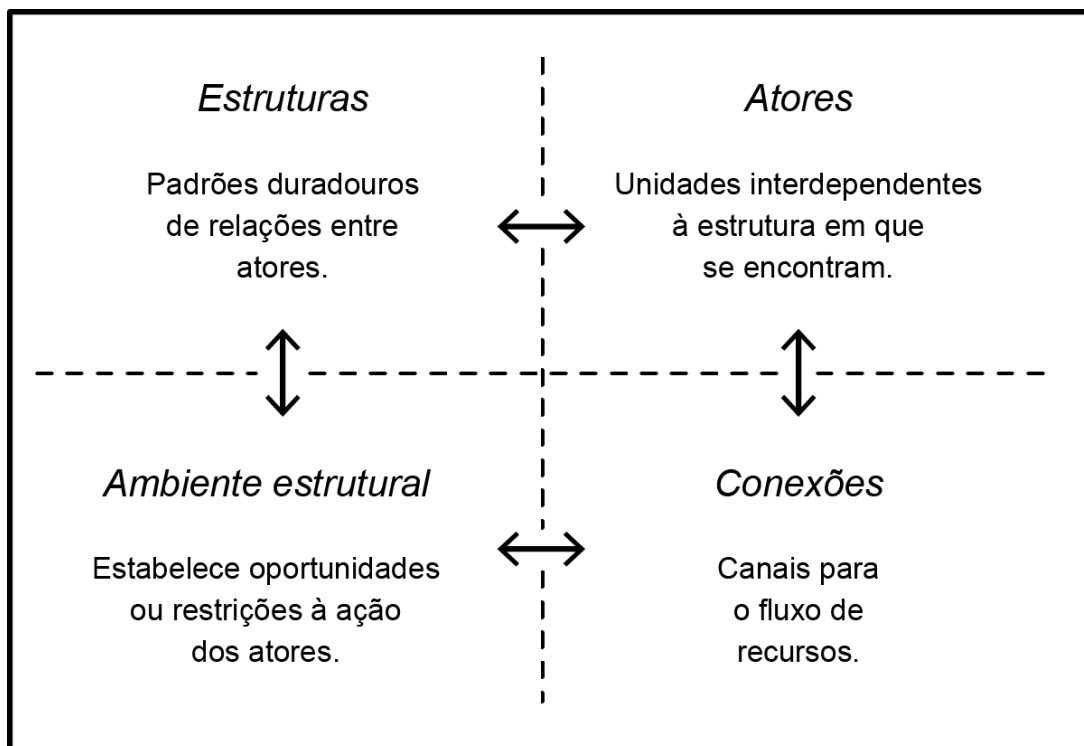 Estruturas
Padrões duradouros
de relações entre
atores.
Atores
Unidades interdependentes
à estrutura em que
se encontram.
Ambiente estrutural
Estabelece oportunidades
ou restrições à ação
dos atores.
Conexões
Canais para
o fluxo de
recursos.